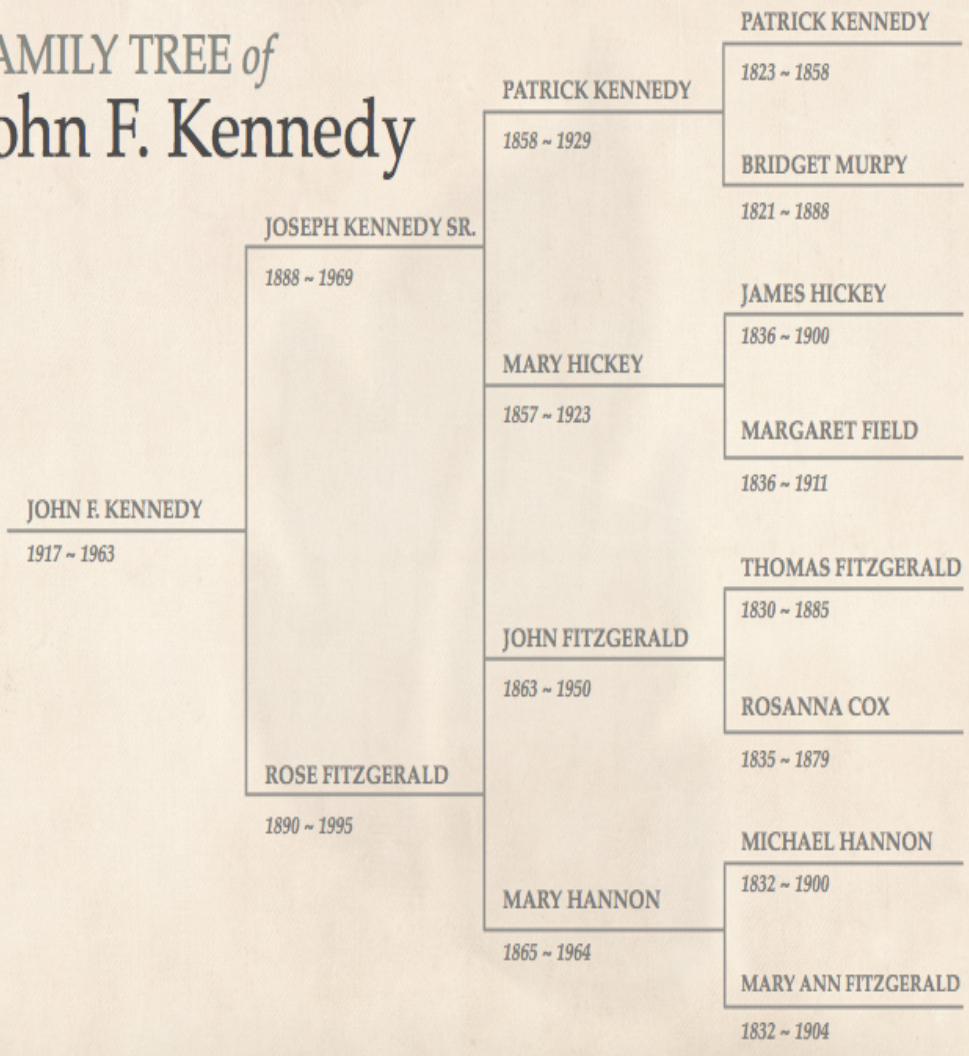 AMILY TREE of
ohn F. Kennedy
JOHN F. KENNEDY
1917 ~ 1963
JOSEPH KENNEDY SR.
1888 ~ 1969
ROSE FITZGERALD
1890 ~ 1995
PATRICK KENNEDY
1858 ~ 1929
MARY HICKEY
1857 ~ 1923
JOHN FITZGERALD
1863 ~ 1950
MARY HANNON
1865 ~ 1964
PATRICK KENNEDY
1823 ~ 1858
BRIDGET MURPY
1821 ~ 1888
JAMES HICKEY
1836 ~ 1900
MARGARET FIELD
1836 ~ 1911
THOMAS FITZGERALD
1830 ~ 1885
ROSANNA COX
1835 ~ 1879
MICHAEL HANNON
1832 ~ 1900
MARY ANN FITZGERALD
1832 ~ 1904